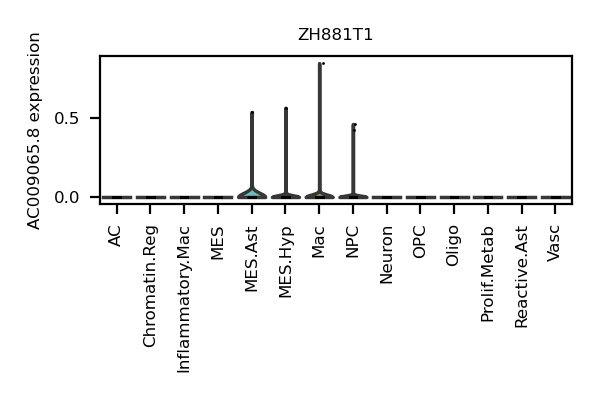 ZH881T1
AC009065.8 expression
0.5
0.0
AC
Chromatin.Reg
Inflammatory.Mac
MES
MES.Ast
MES.Hyp
Mac
NPC
Neuron
OPC
Oligo
Prolif.Metab
Reactive.Ast
Vasc